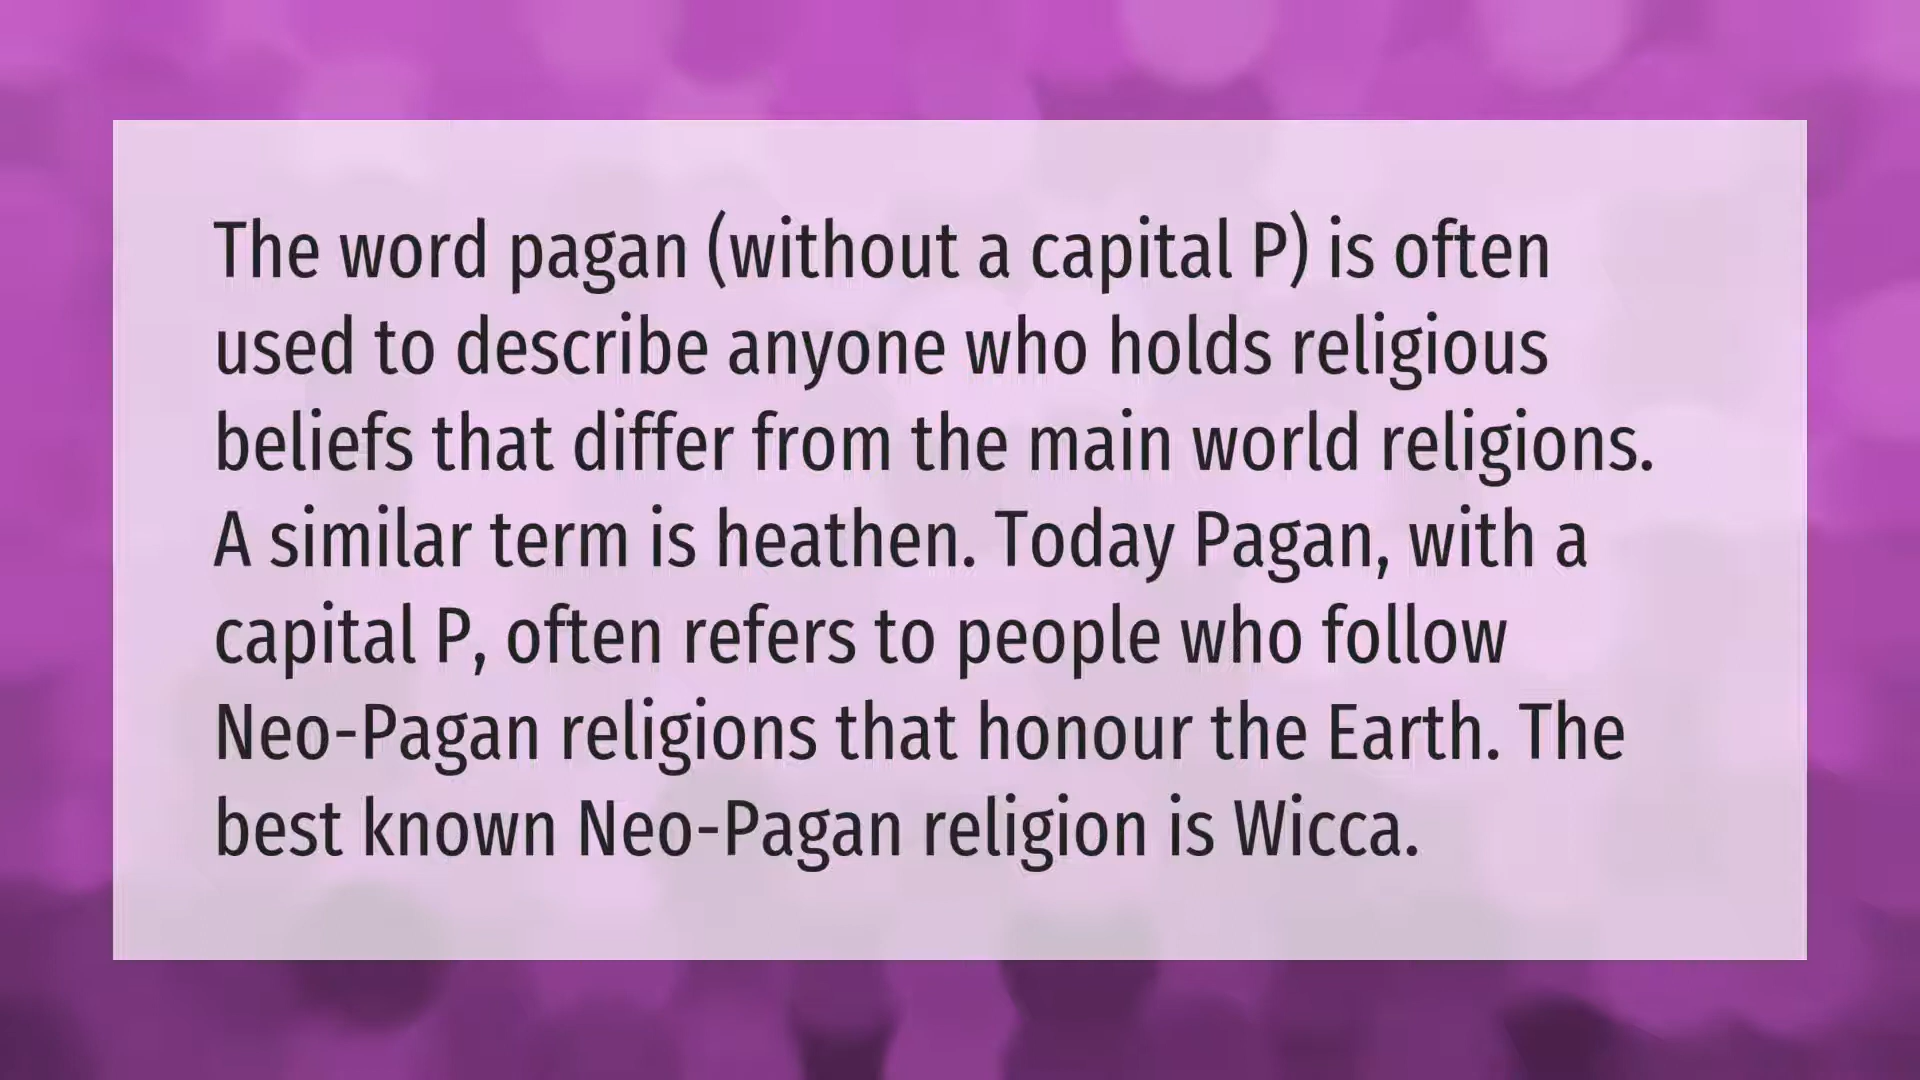 The word pagan (without a capital P) is often
used to describe anyone who holds religious
beliefs that differ from the main world religions.
A similar term is heathen. Today Pagan, with a
capital P, often refers to people who follow
Neo-Pagan religions that honour the Earth. The
best known Neo-Pagan religion is Wicca.